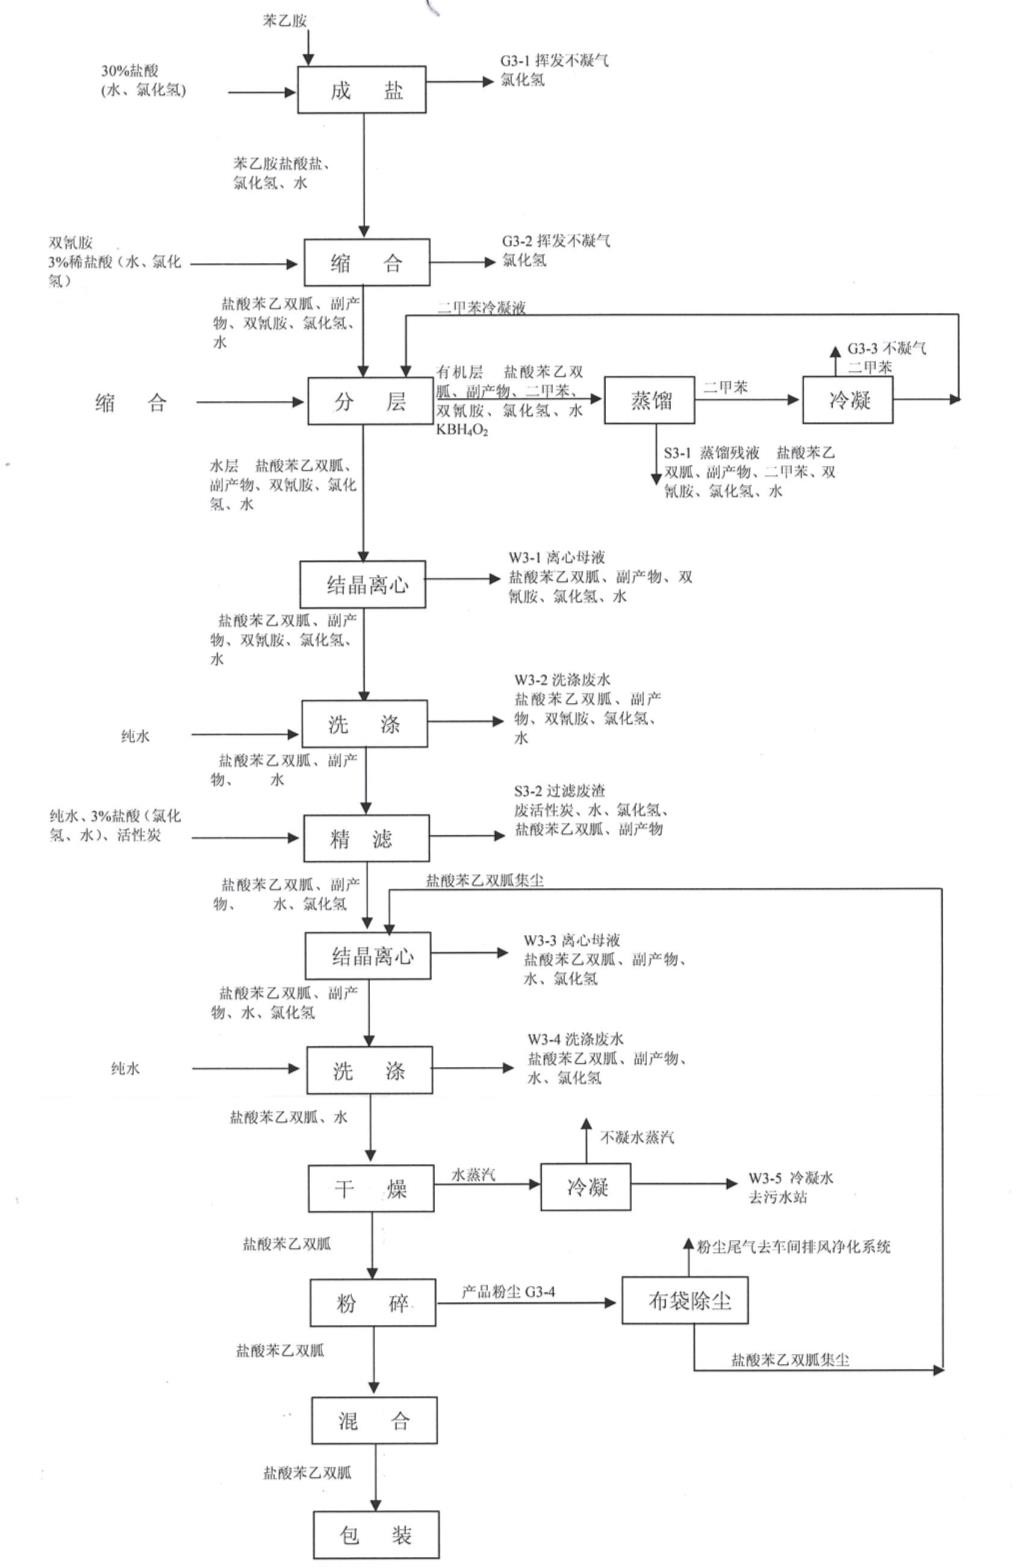 苯乙胺
30%盐酸
(水、氯化氢)
成 盐
G3-1 挥发不凝气
氯化氢
苯乙胺盐酸盐、
氯化氢、水
双氰胺
3%稀盐酸（水、氯化
氢）
缩 合
G3-2 挥发不凝气
氯化氢
盐酸苯乙双胍、副产
物、双氰胺、氯化氢、
水
二甲苯冷凝液
缩 合
分 层
有机层 盐酸苯乙双
胍、副产物、二甲苯、
双氰胺、氯化氢、水
KBH₄O₂
蒸馏
二甲苯
冷凝
G3-3 不凝气
二甲苯
S3-1 蒸馏残液 盐酸苯乙
双胍、副产物、二甲苯、双
氰胺、氯化氢、水
水层 盐酸苯乙双胍、
副产物、双氰胺、氯化
氢、水
结晶离心
W3-1 离心母液
盐酸苯乙双胍、副产物、双
氰胺、氯化氢、水
盐酸苯乙双胍、副产
物、双氰胺、氯化氢、
水
纯水
洗 涤
W3-2 洗涤废水
盐酸苯乙双胍、副产
物、双氰胺、氯化氢、
水
盐酸苯乙双胍、副产
物、 水
纯水、3%盐酸（氯化
氢、水）、活性炭
精 滤
S3-2 过滤废渣
废活性炭、水、氯化氢、
盐酸苯乙双胍、副产物
盐酸苯乙双胍、副产
物、 水、氯化氢
盐酸苯乙双胍集尘
结晶离心
W3-3 离心母液
盐酸苯乙双胍、副产物、
水、氯化氢
盐酸苯乙双胍、副产
物、水、氯化氢
纯水
洗 涤
W3-4 洗涤废水
盐酸苯乙双胍、副产物、
水、氯化氢
盐酸苯乙双胍、水
干 燥
水蒸汽
冷凝
不凝水蒸汽
W3-5 冷凝水
去污水站
盐酸苯乙双胍
粉 碎
产品粉尘 G3-4
布袋除尘
粉尘尾气去车间排风净化系统
盐酸苯乙双胍集尘
盐酸苯乙双胍
混 合
盐酸苯乙双胍
包 装